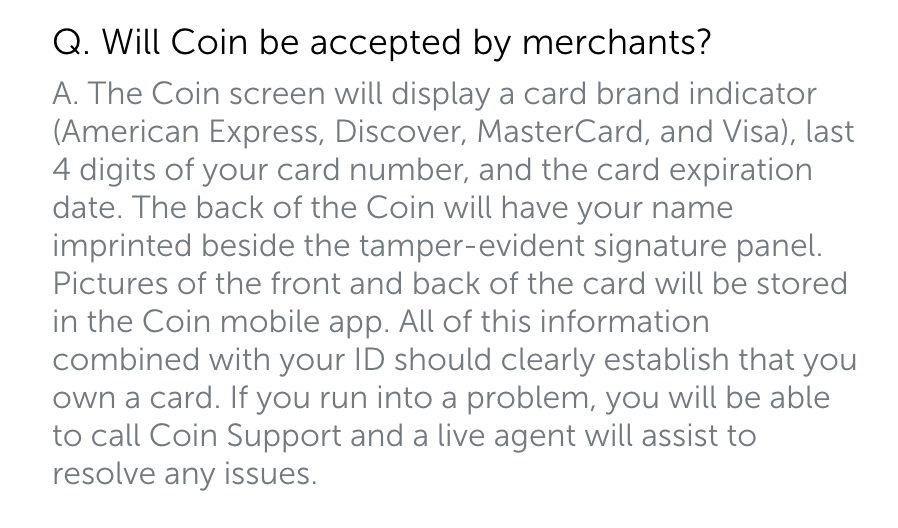 Q. Will Coin be accepted by merchants?
A. The Coin screen will display a card brand indicator
(American Express, Discover, MasterCard, and Visa), last
4 digits of your card number, and the card expiration
date. The back of the Coin will have your name
imprinted beside the tamper-evident signature panel.
Pictures of the front and back of the card will be stored
in the Coin mobile app. All of this information
combined with your ID should clearly establish that you
own a card. If you run into a problem, you will be able
to call Coin Support and a live agent will assist to
resolve any issues.